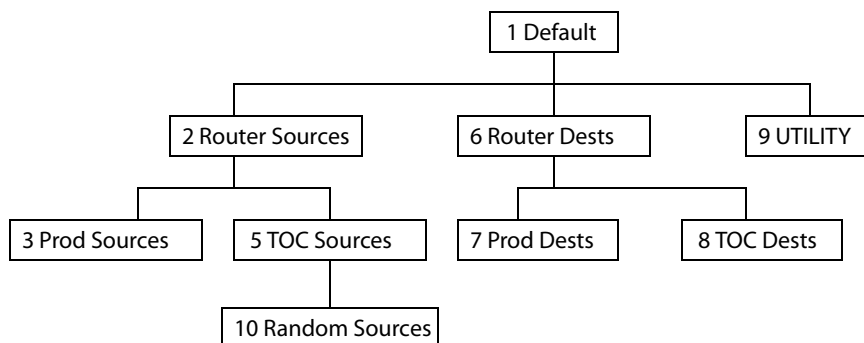 1 Default
2 Router Sources
6 Router Dests
9 UTILITY
3 Prod Sources
5 TOC Sources
7 Prod Dests
8 TOC Dests
10 Random Sources